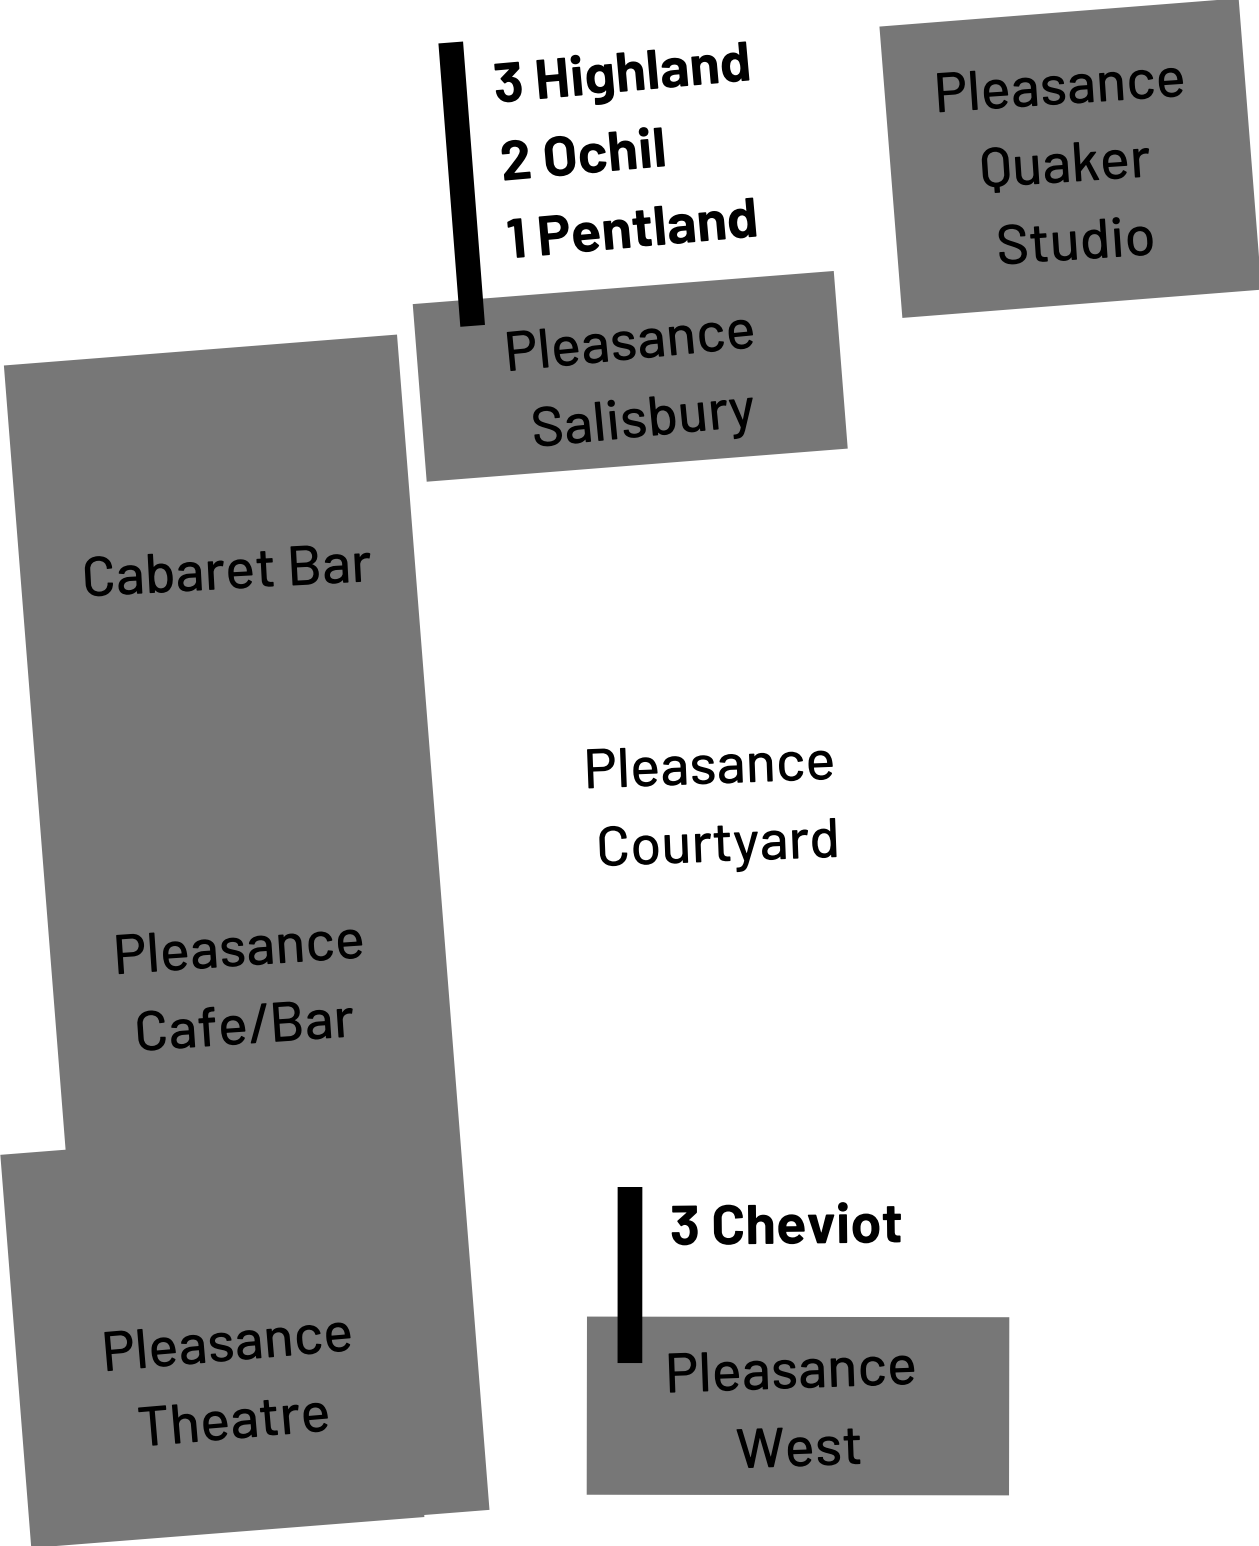 3 Highland
2 Ochil
1 Pentland
Pleasance
Quaker
Studio
Pleasance
Salisbury
Cabaret Bar
Pleasance
Courtyard
Pleasance
Cafe/Bar
3 Cheviot
Pleasance
Theatre
Pleasance
West